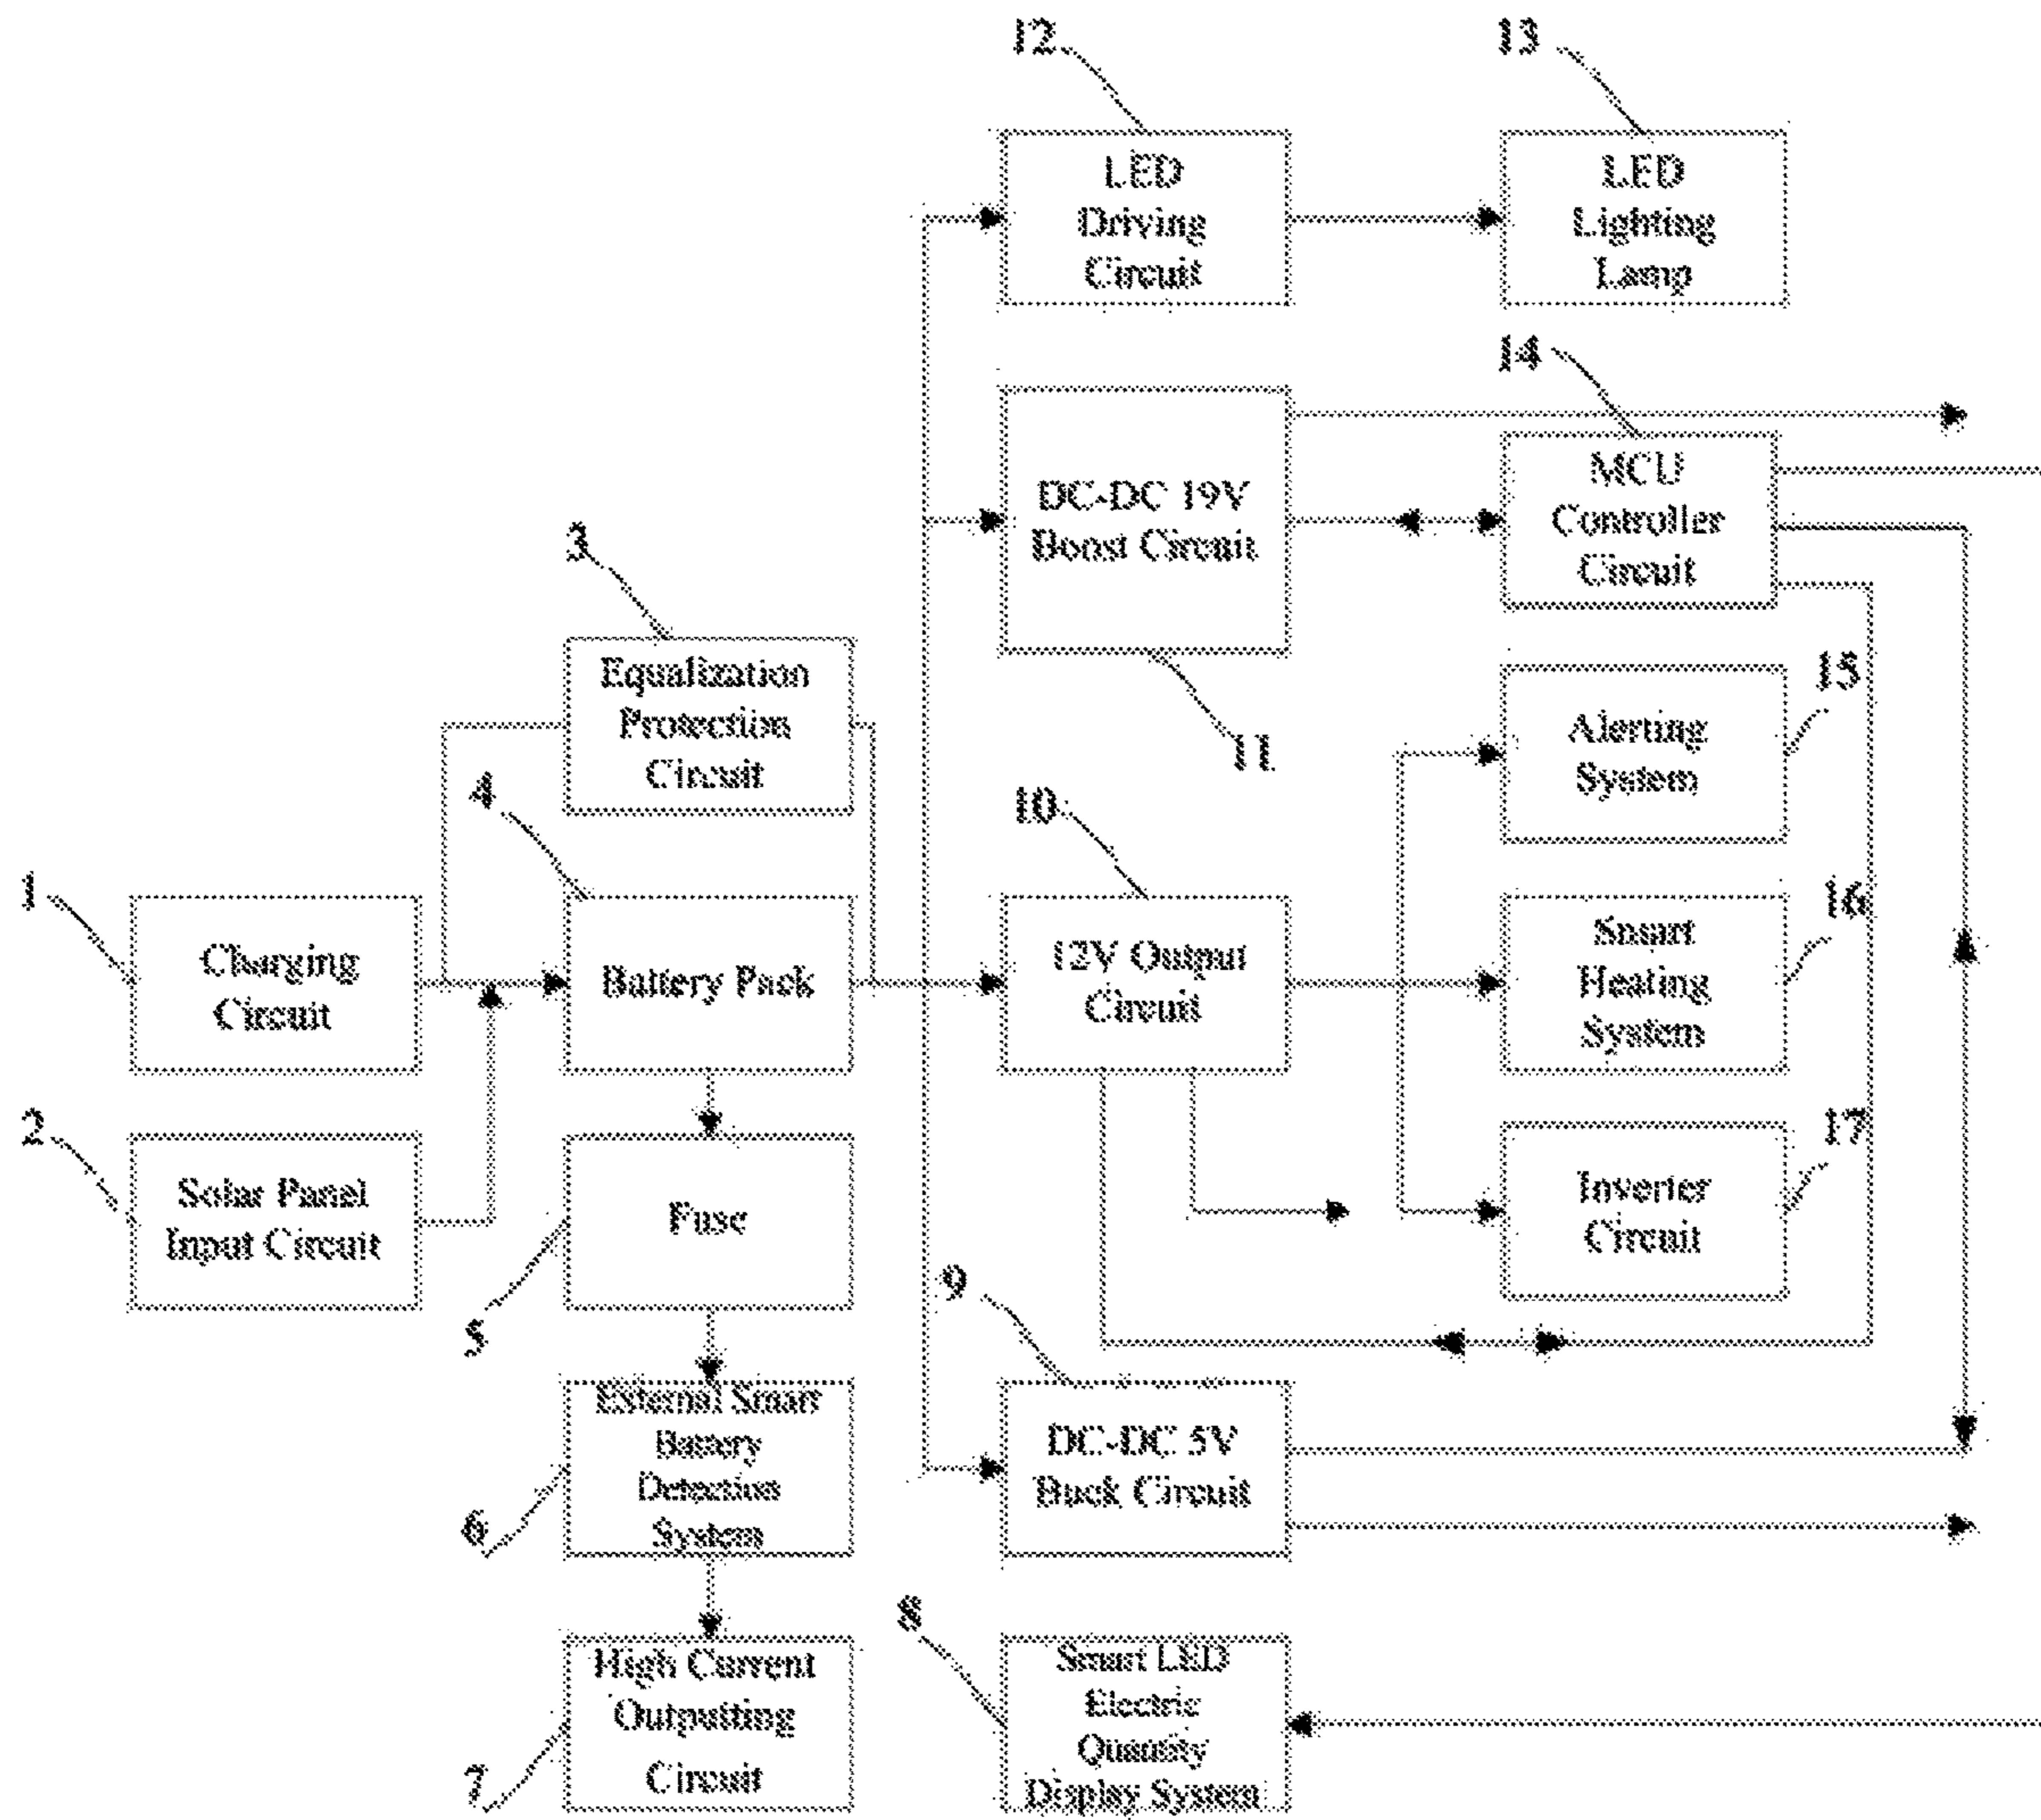 12
13
LED
Driving
Circuit
LED
Lighting
Lamp
14
DC-DC 19V
Boost Circuit
MCU
Controller
Circuit
3
Equalization
Protection
Circuit
11
15
Alerting
System
4
10
1
Charging
Circuit
Battery Pack
12V Output
Circuit
16
Smart
Heating
System
2
Solar Panel
Input Circuit
Fuse
5
17
Inverter
Circuit
9
External Smart
Battery
Detection
System
6
DC-DC 5V
Buck Circuit
8
High Current
Outputting
Circuit
7
Smart LED
Electric
Quantity
Display System